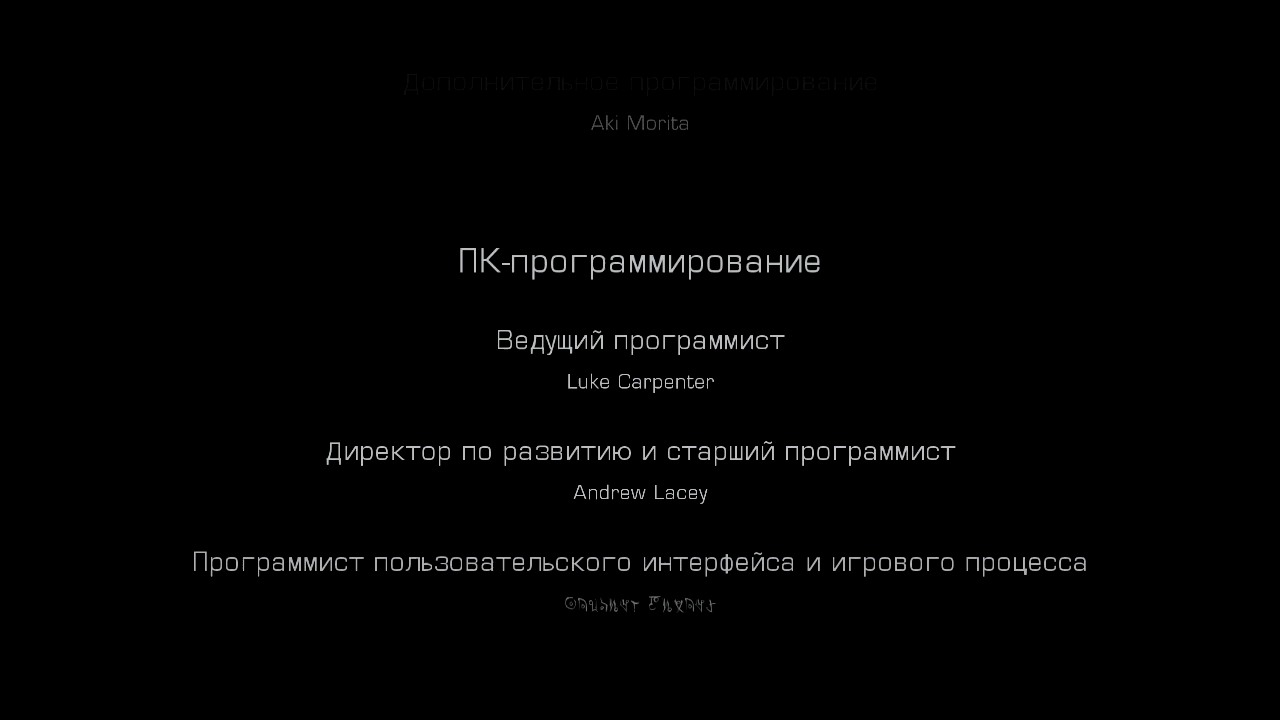 Дополнительное программирование
Aki Morita
ПК-программирование
Ведущий программист
Luke Carpenter
Директор по развитию и старший программист
Andrew Lacey
Программист пользовательского интерфейса и игрового процесса